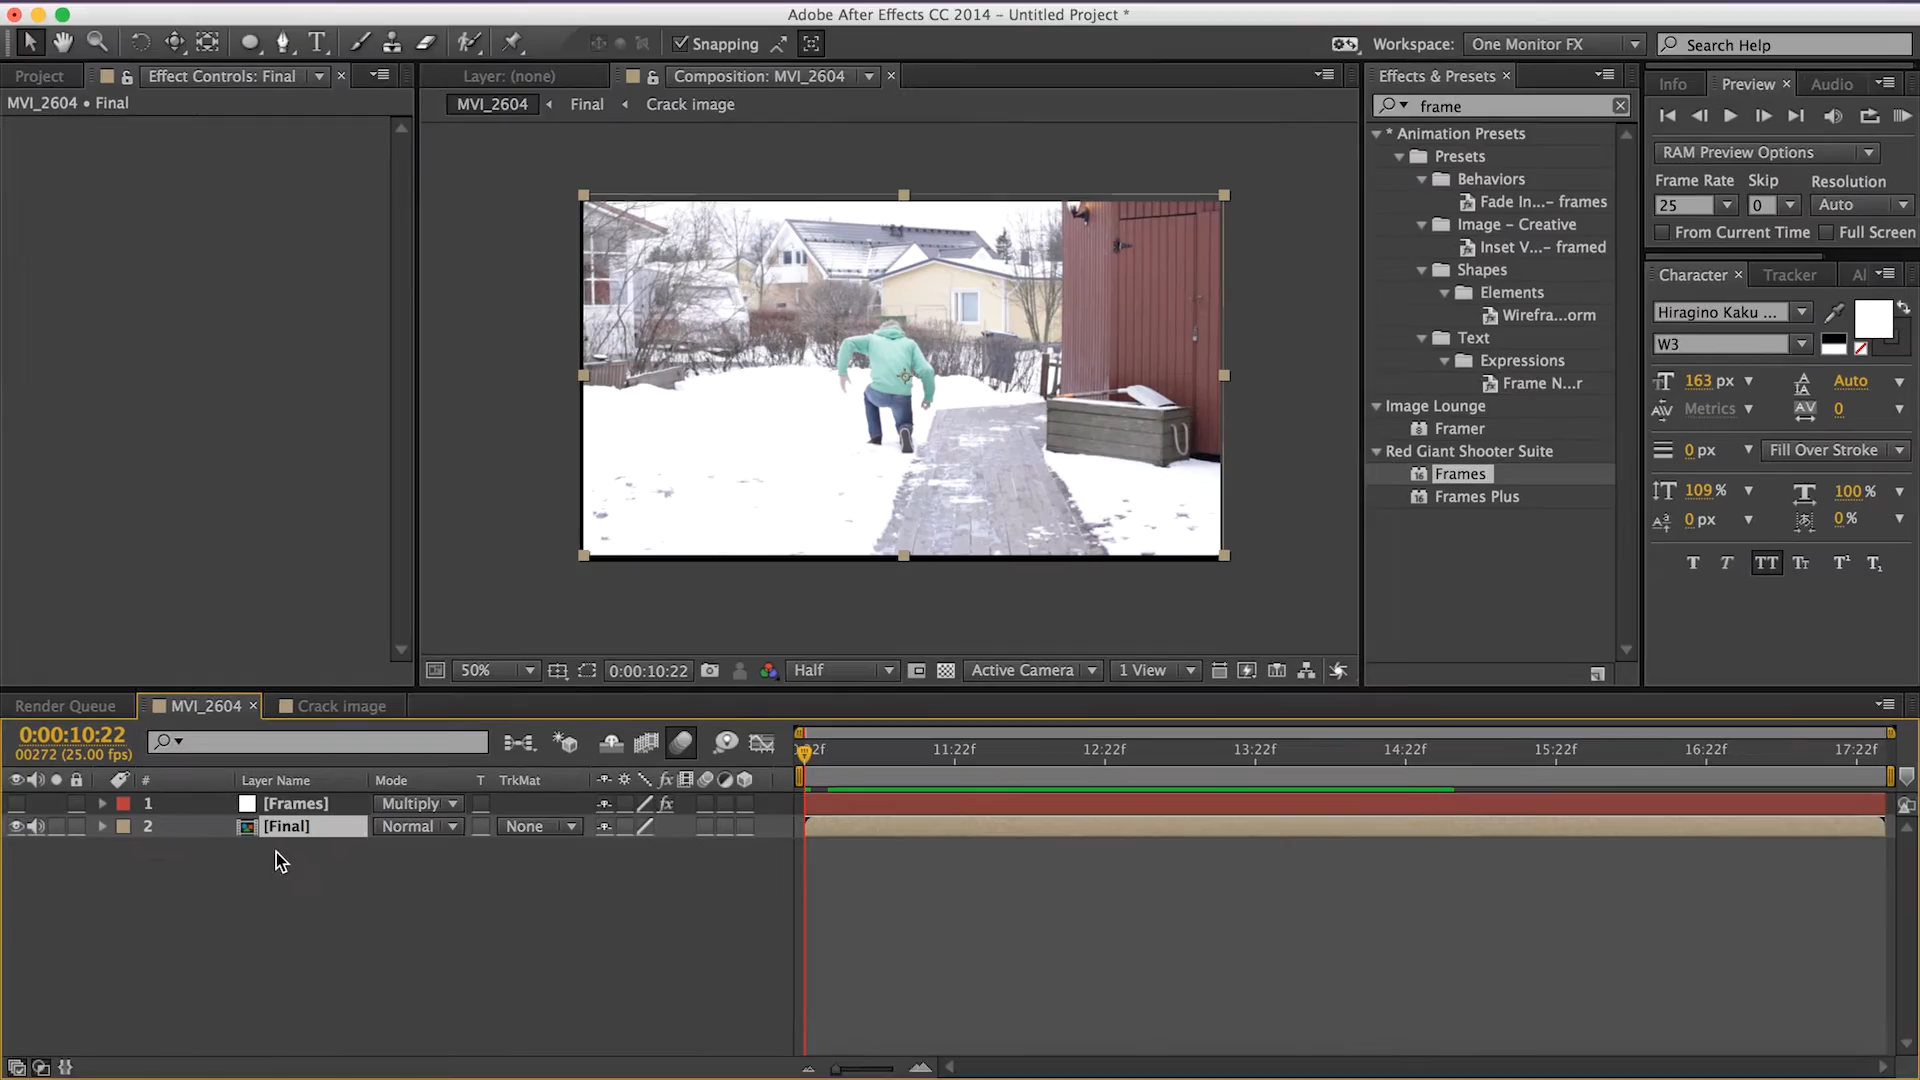 Adobe After Effects CC 2014 – Untitled Project *
Snapping
Workspace: One Monitor FX
Search Help
Project
Effect Controls: Final
Layer: (none)
Composition: MVI_2604
Effects & Presets
Info
Preview
Audio
MVI_2604 • Final
MVI_2604
Final
Crack image
frame
* Animation Presets
Presets
Behaviors
Fade In...- frames
Image – Creative
Inset V...- framed
Shapes
Elements
Wirefra...orm
Text
Expressions
Frame N...r
Image Lounge
Framer
Red Giant Shooter Suite
Frames
Frames Plus
RAM Preview Options
Frame Rate Skip Resolution
25 0 Auto
From Current Time Full Screen
Character
Tracker
Al
Hiragino Kaku ...
W3
163 px Auto
Metrics 0
0 px Fill Over Stroke
109 % 100 %
0 px 0 %
50%
0:00:10:22
Half
Active Camera
1 View
Render Queue
MVI_2604
Crack image
0:00:10:22
00272 (25.00 fps)
# Layer Name Mode T TrkMat
1 [Frames] Multiply
2 [Final] Normal None
11:22f 12:22f 13:22f 14:22f 15:22f 16:22f 17:22f